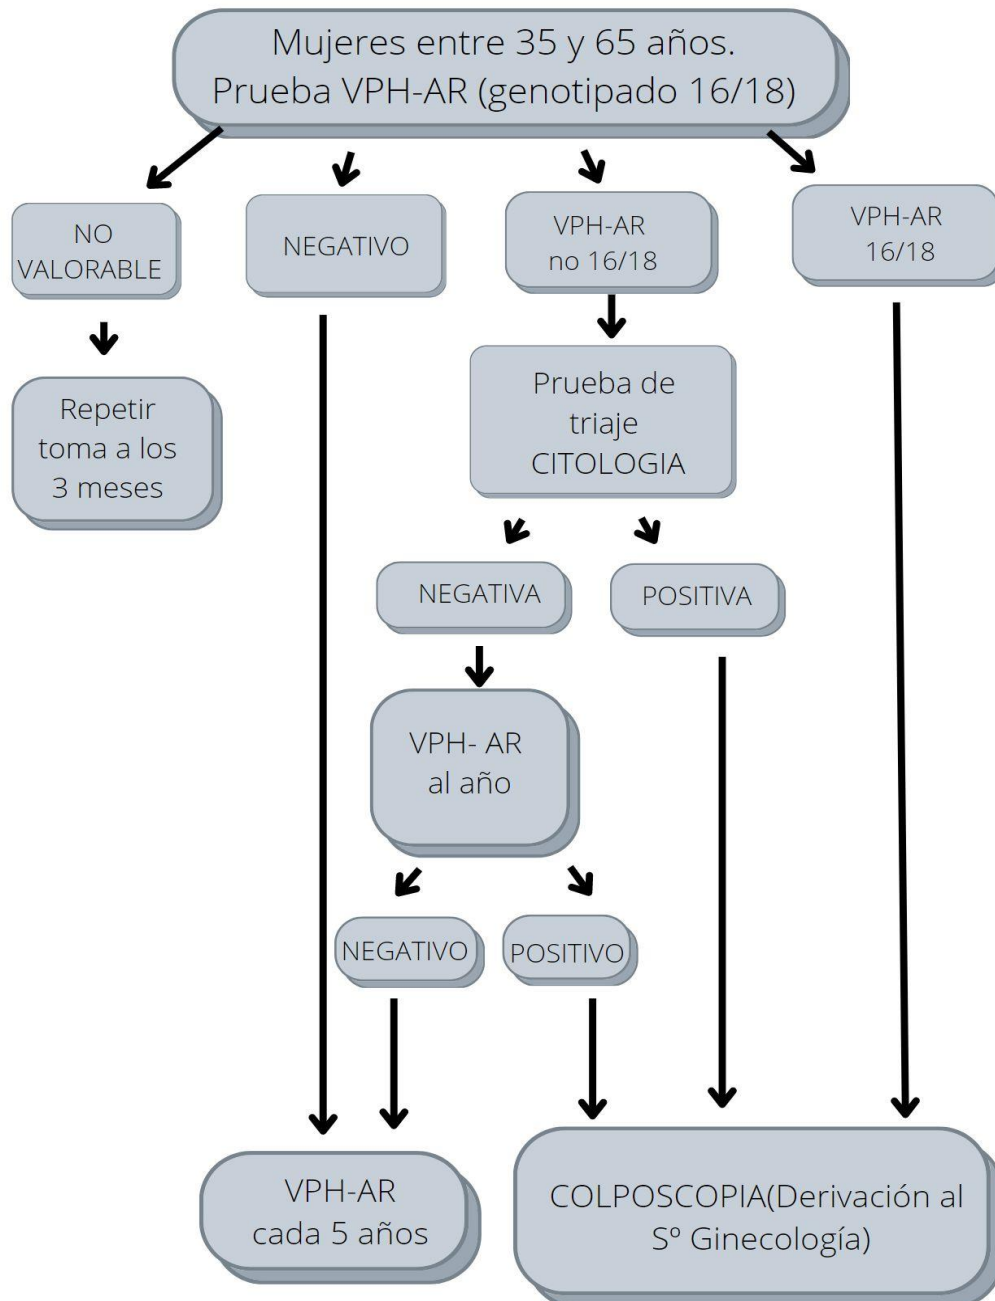 Mujeres entre 35 y 65 años.
Prueba VPH-AR (genotipado 16/18)
NO
VALORABLE
NEGATIVO
VPH-AR
no 16/18
VPH-AR
16/18
Repetir
toma a los
3 meses
Prueba de
triaje
CITOLOGIA
NEGATIVA
POSITIVA
VPH- AR
al año
NEGATIVO
POSITIVO
VPH-AR
cada 5 años
COLPOSCOPIA(Derivación al
Sº Ginecología)